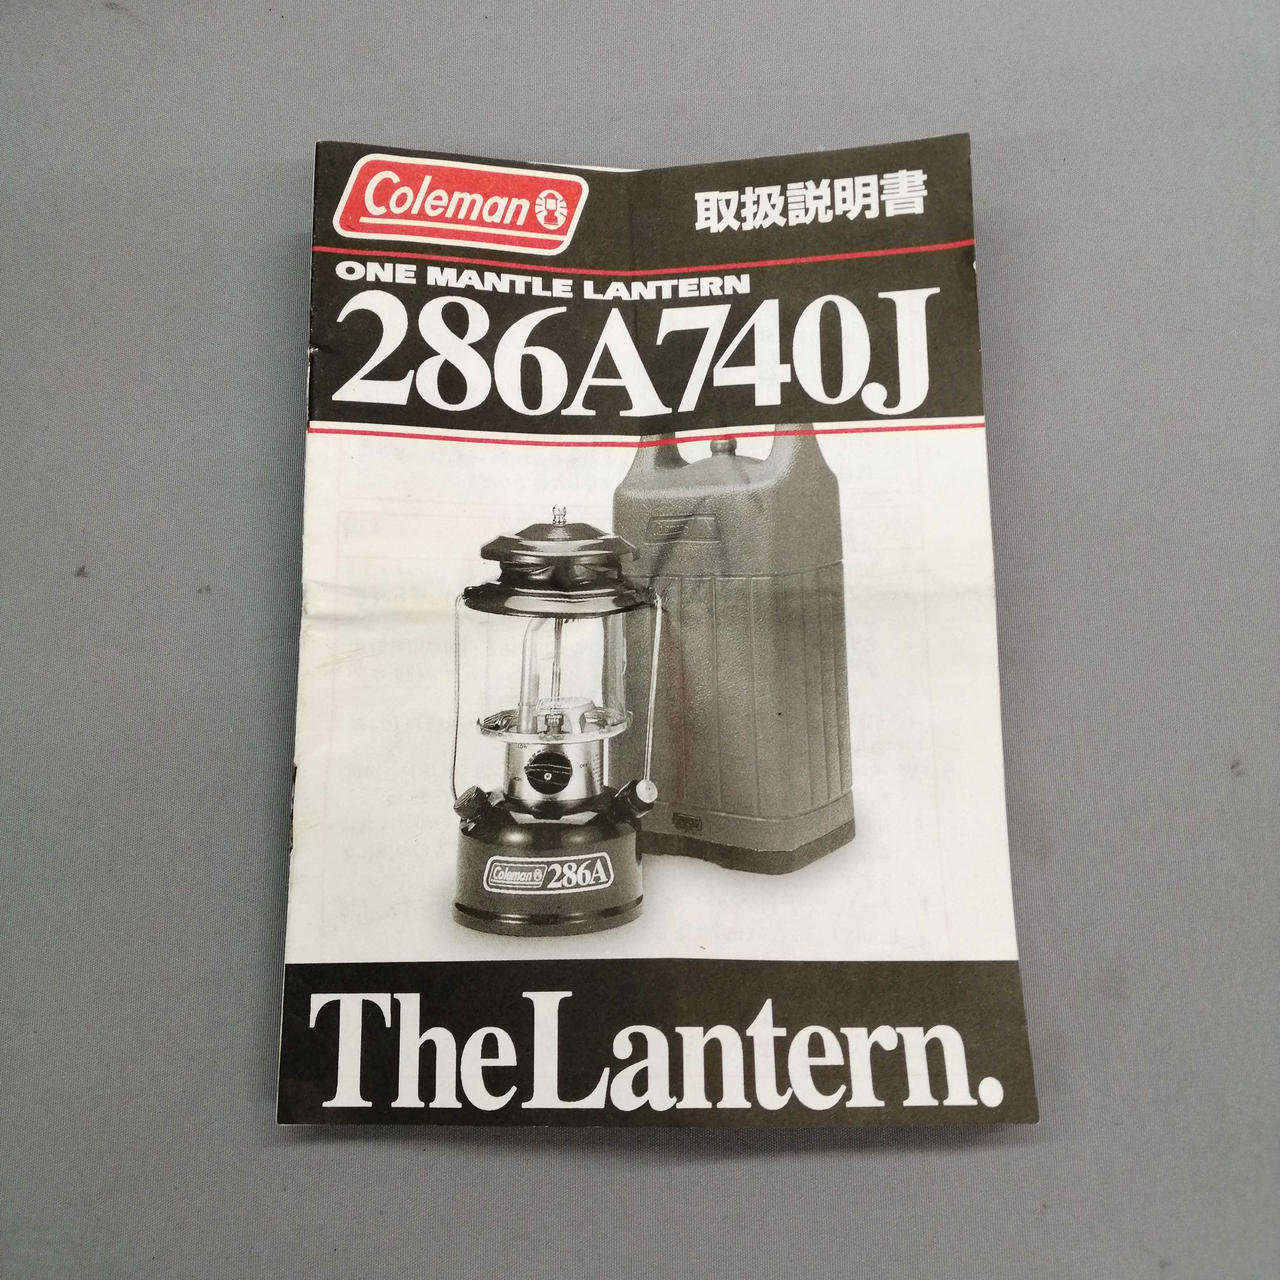 Coleman
取扱説明書
ONE MANTLE LANTERN
286A740J
Coleman 286A
The Lantern.